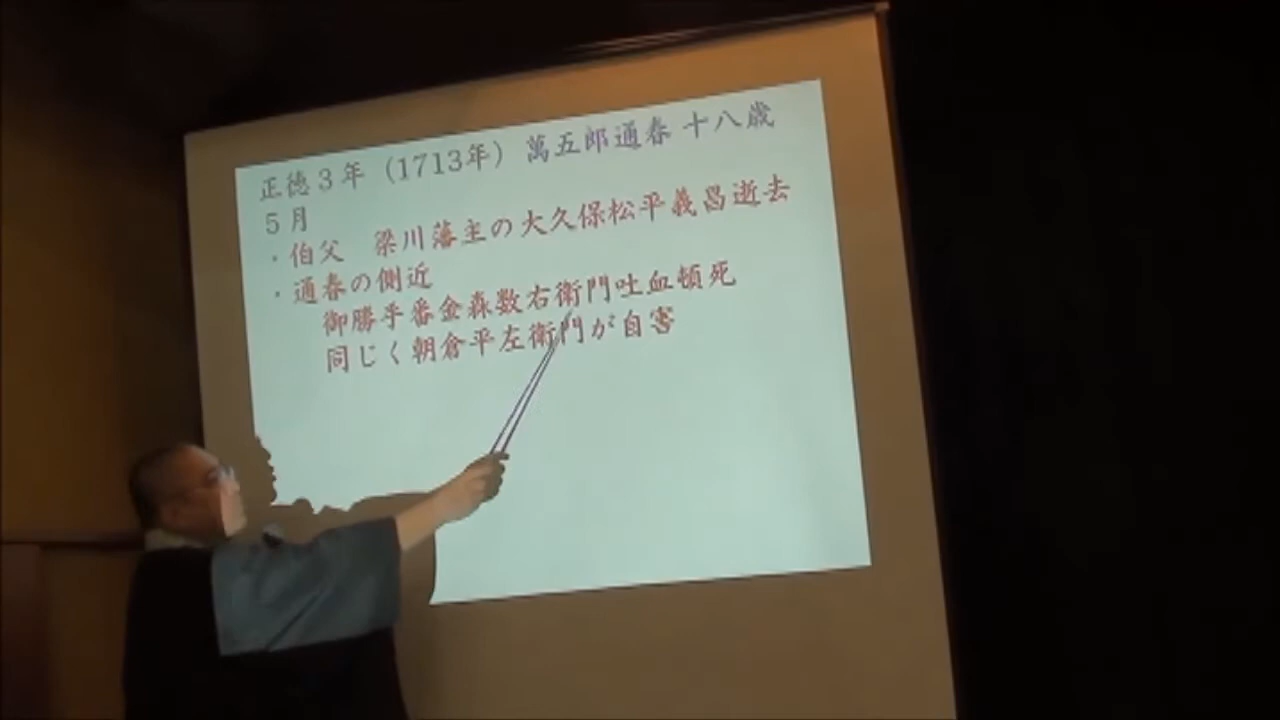 正徳３年（1713年）萬五郎通春 十八歳
５月
・伯父　梁川藩主の大久保松平義昌逝去
・通春の側近
御勝手番金森数右衛門吐血頓死
同じく朝倉平左衛門が自害